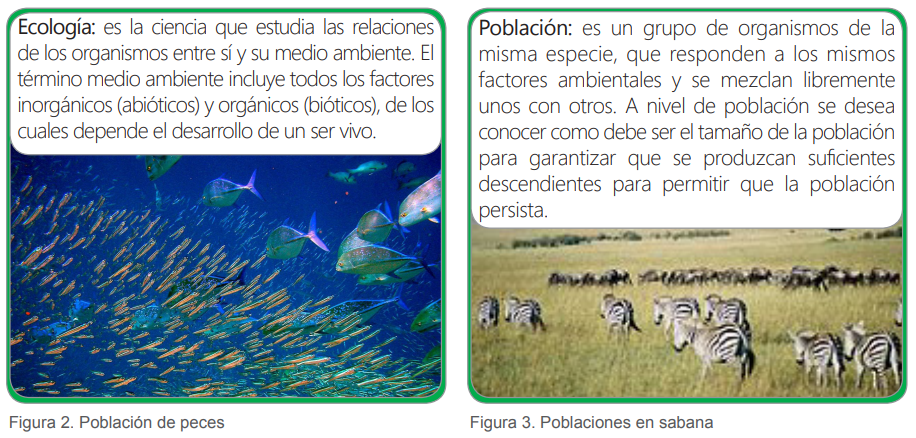 Ecología: es la ciencia que estudia las relaciones
de los organismos entre sí y su medio ambiente. El
término medio ambiente incluye todos los factores
inorgánicos (abióticos) y orgánicos (bióticos), de los
cuales depende el desarrollo de un ser vivo.
Figura 2. Población de peces
Población: es un grupo de organismos de la
misma especie, que responden a los mismos
factores ambientales y se mezclan libremente
unos con otros. A nivel de población se desea
conocer como debe ser el tamaño de la población
para garantizar que se produzcan suficientes
descendientes para permitir que la población
persista.
Figura 3. Poblaciones en sabana